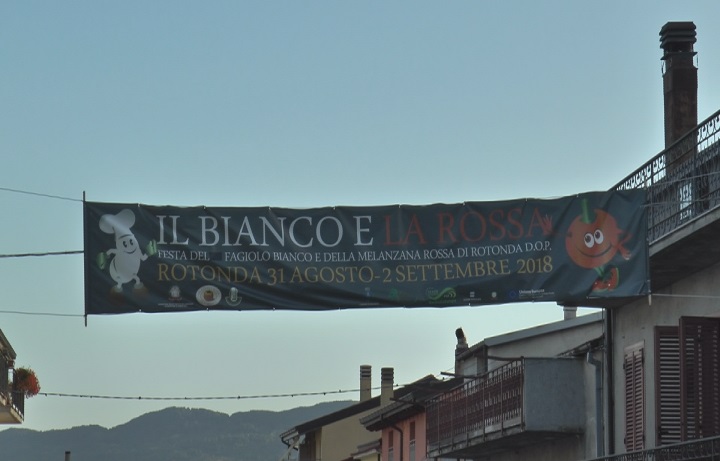 IL BIANCO E LA ROSSA
FESTA DEL FAGIOLO BIANCO E DELLA MELANZANA ROSSA DI ROTONDA D.O.P.
ROTONDA 31 AGOSTO-2 SETTEMBRE 2018